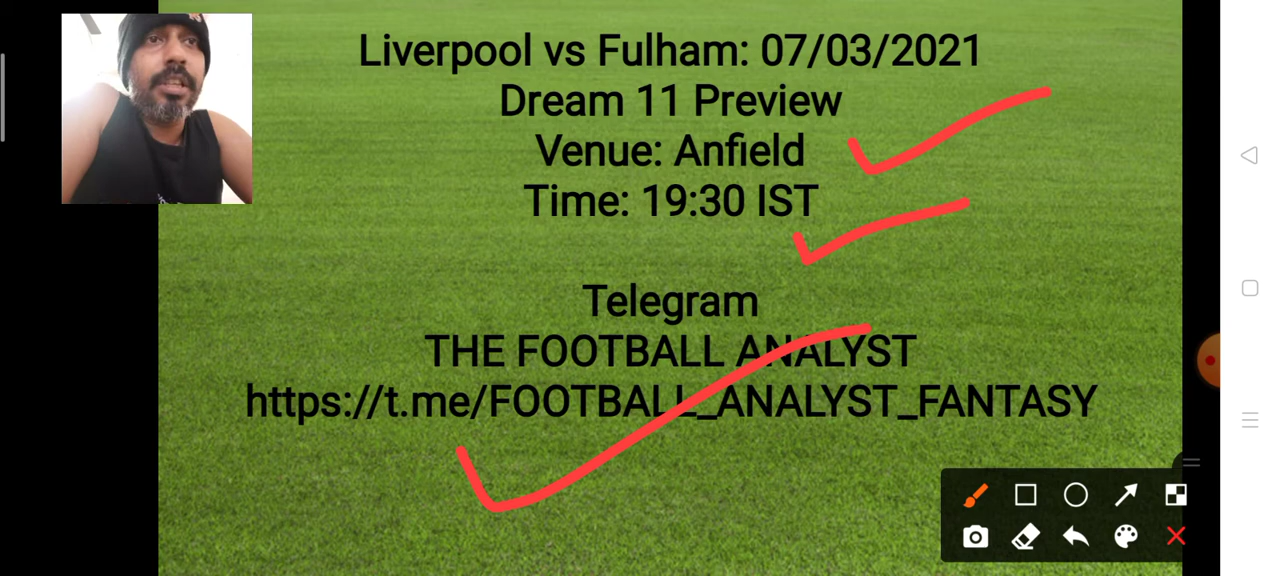 Liverpool vs Fulham: 07/03/2021
Dream 11 Preview
Venue: Anfield
Time: 19:30 IST
Telegram
THE FOOTBALL ANALYST
https://t.me/FOOTBALL_ANALYST_FANTASY